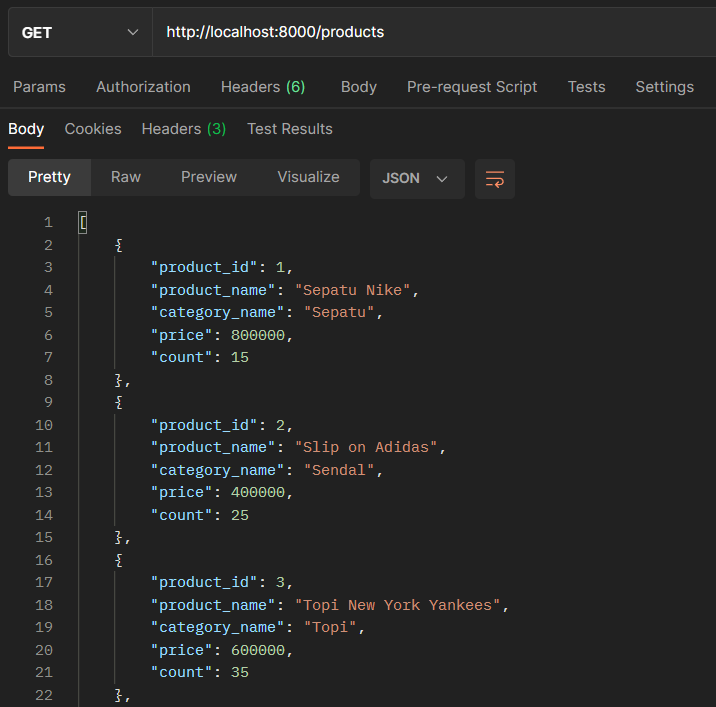 GET http://localhost:8000/products
Params Authorization Headers (6) Body Pre-request Script Tests Settings
Body Cookies Headers (3) Test Results
Pretty Raw Preview Visualize JSON
1 [
2 {
3 "product_id": 1,
4 "product_name": "Sepatu Nike",
5 "category_name": "Sepatu",
6 "price": 800000,
7 "count": 15
8 },
9 {
10 "product_id": 2,
11 "product_name": "Slip on Adidas",
12 "category_name": "Sendal",
13 "price": 400000,
14 "count": 25
15 },
16 {
17 "product_id": 3,
18 "product_name": "Topi New York Yankees",
19 "category_name": "Topi",
20 "price": 600000,
21 "count": 35
22 },